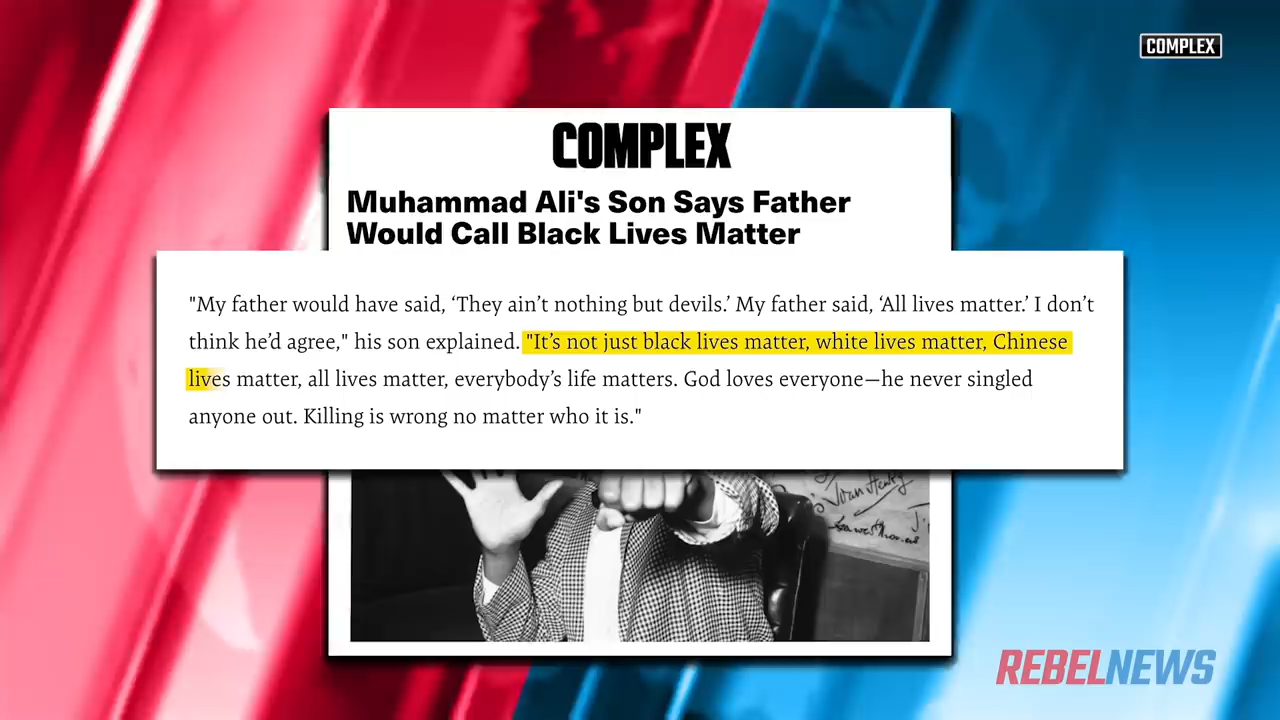 COMPLEX
COMPLEX
Muhammad Ali's Son Says Father
Would Call Black Lives Matter
"My father would have said, ‘They ain’t nothing but devils.’ My father said, ‘All lives matter.’ I don’t
think he’d agree," his son explained. "It’s not just black lives matter, white lives matter, Chinese
lives matter, all lives matter, everybody’s life matters. God loves everyone—he never singled
anyone out. Killing is wrong no matter who it is."
REBELNEWS